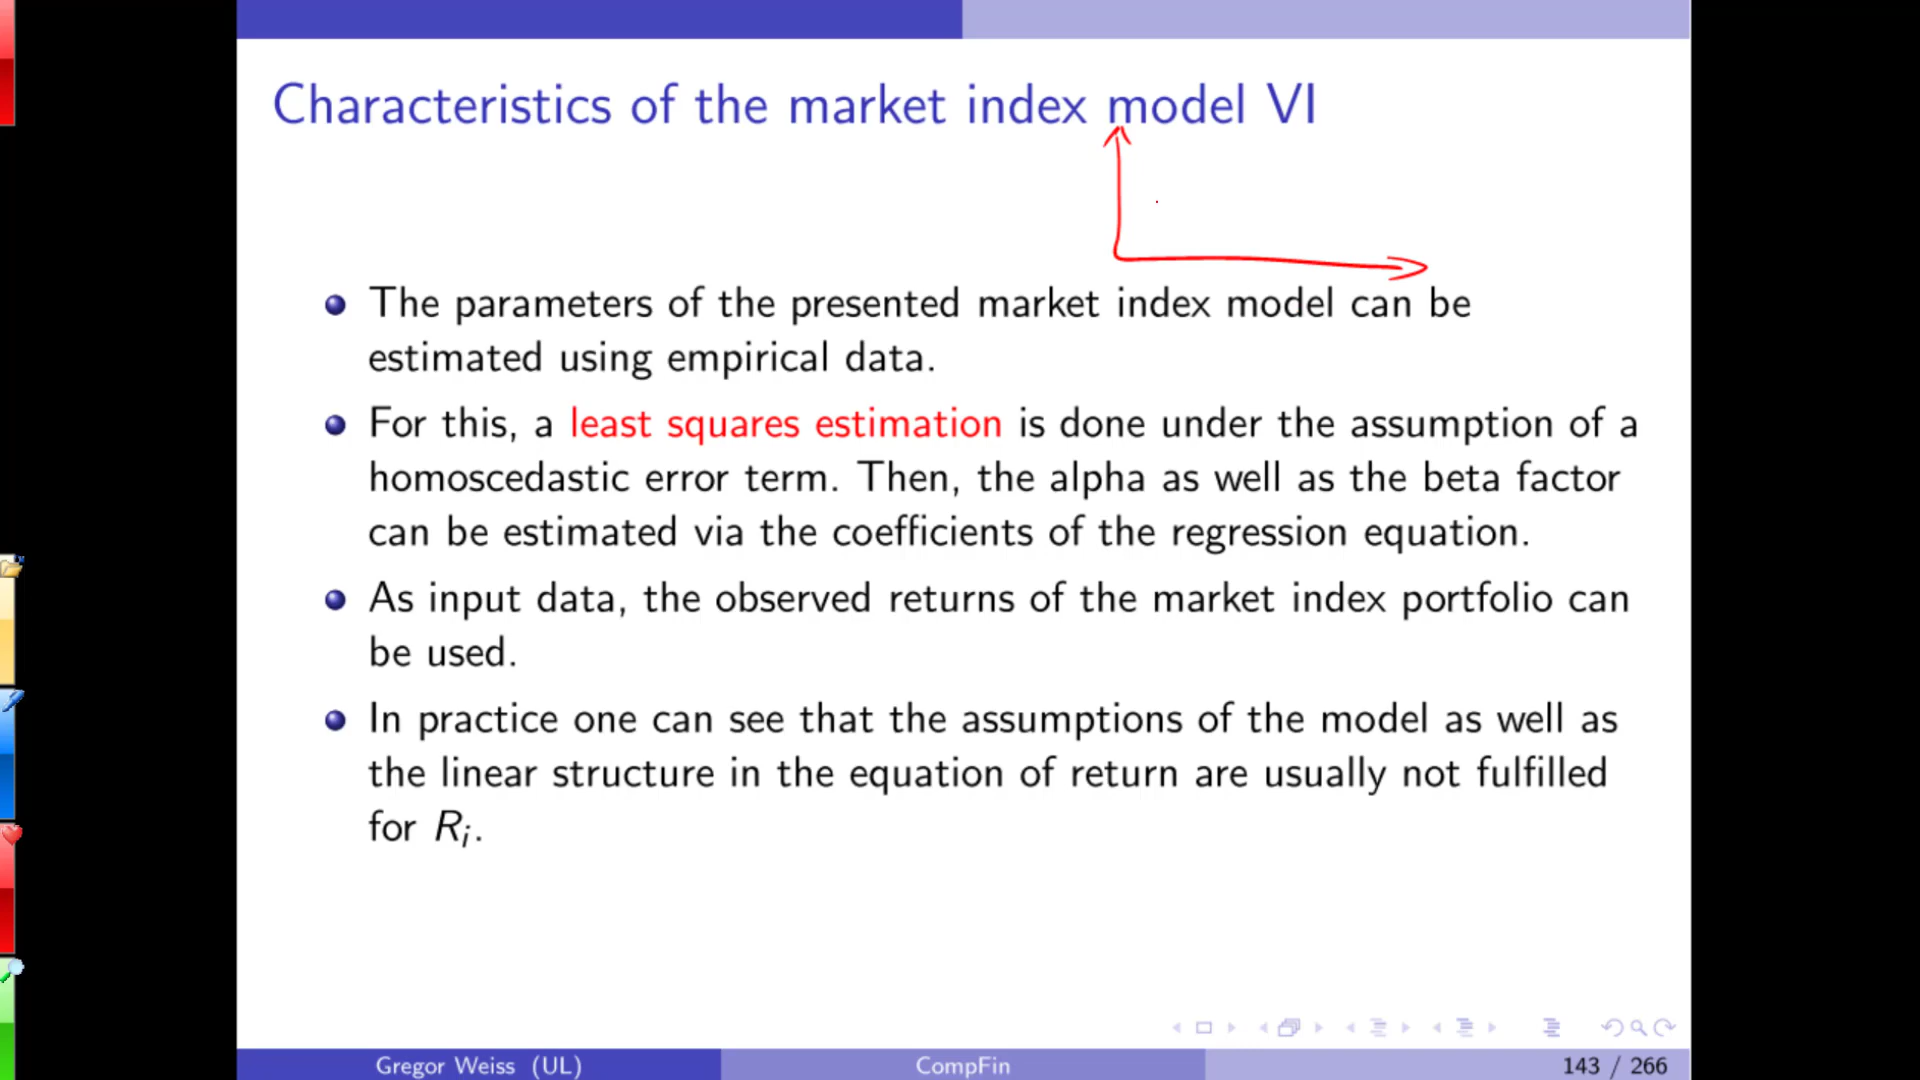 Characteristics of the market index model VI
The parameters of the presented market index model can be
estimated using empirical data.
For this, a least squares estimation is done under the assumption of a
homoscedastic error term. Then, the alpha as well as the beta factor
can be estimated via the coefficients of the regression equation.
As input data, the observed returns of the market index portfolio can
be used.
In practice one can see that the assumptions of the model as well as
the linear structure in the equation of return are usually not fulfilled
for Rᵢ.
Gregor Weiss (UL)
CompFin
143 / 266